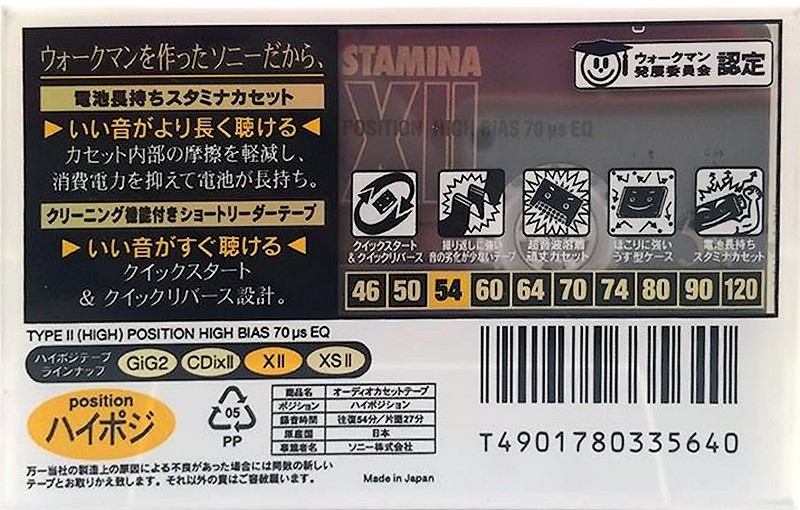 ウォークマンを作ったソニーだから、
電池長持ちスタミナカセット
▶いい音がより長く聴ける◀
カセット内部の摩擦を軽減し、
消費電力を抑えて電池が長持ち。
クリーニング機能付きショートリーダーテープ
▶いい音がすぐ聴ける◀
クイックスタート
& クイックリバース設計。
STAMINA
XII
POSITION HIGH BIAS 70 μs EQ
ウォークマン
発展委員会 認定
クイックスタート
& クイックリバース
繰り返しに強い
音の劣化が少ないテープ
超音波溶着
頑丈カセット
ほこりに強い
うす型ケース
電池長持ち
スタミナカセット
46 50 54 60 64 70 74 80 90 120
TYPE II (HIGH) POSITION HIGH BIAS 70 μs EQ
ハイポジテープ
ラインナップ
GiG2 CDixII XII XSII
position
ハイポジ
05
PP
商品名 オーディオカセットテープ
ポジション ハイポジション
録音時間 往復54分/片面27分
原産国 日本
事業者名 ソニー株式会社
T4901780335640
万一当社の製造上の原因による不良があった場合には同数の新しい
テープとお取りかえ致します。それ以外の責はご容赦願います。
Made in Japan